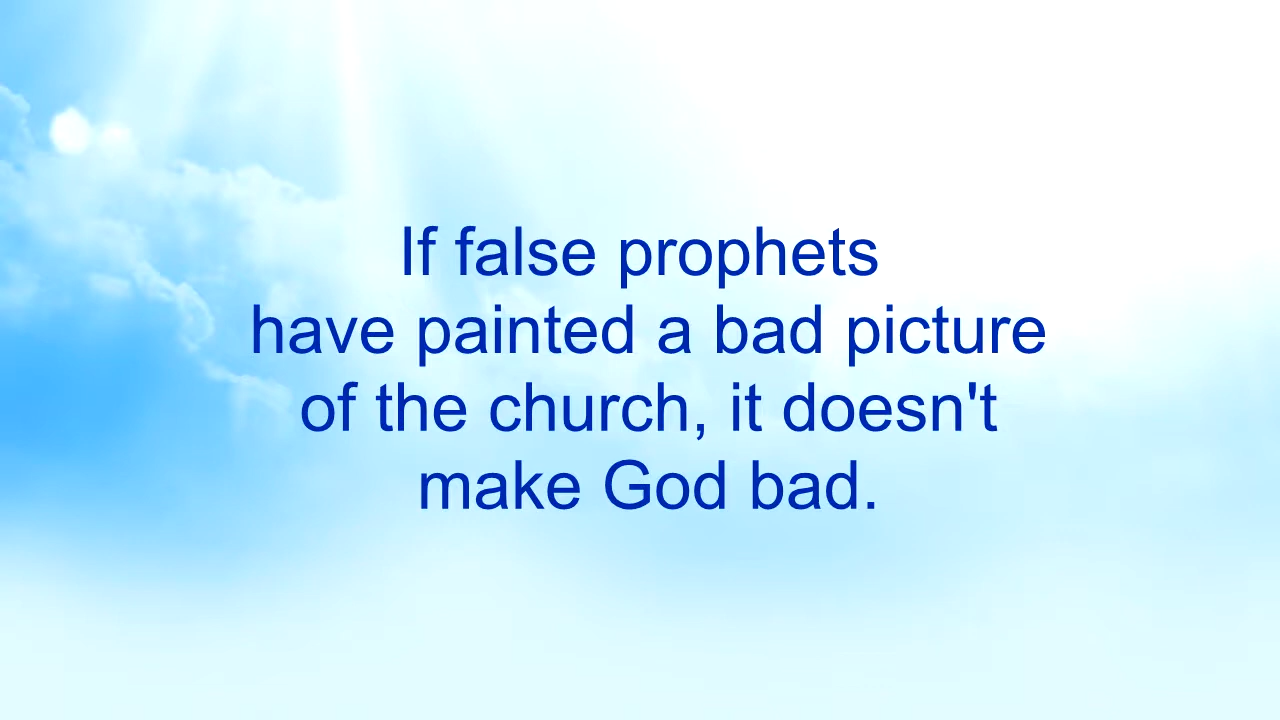 If false prophets
have painted a bad picture
of the church, it doesn't
make God bad.